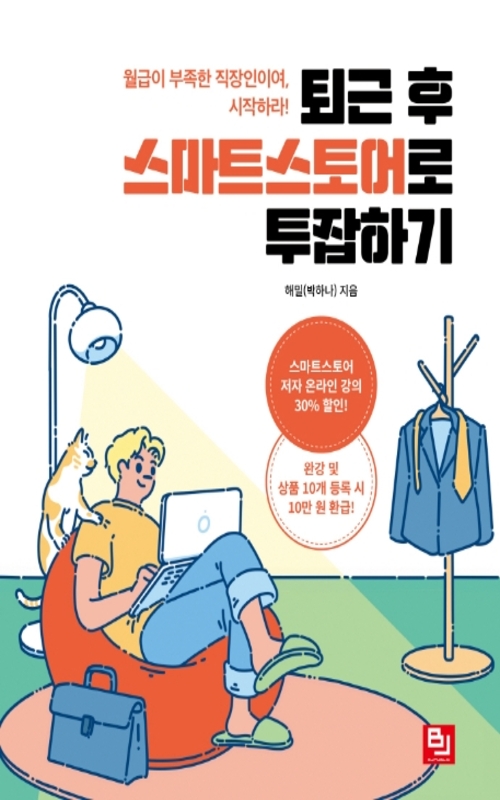 월급이 부족한 직장인이여,
시작하라!
퇴근 후
스마트스토어로
투잡하기
해밀(박하나) 지음
스마트스토어
저자 온라인 강의
30% 할인!
완강 및
상품 10개 등록 시
10만 원 환급!
BJ